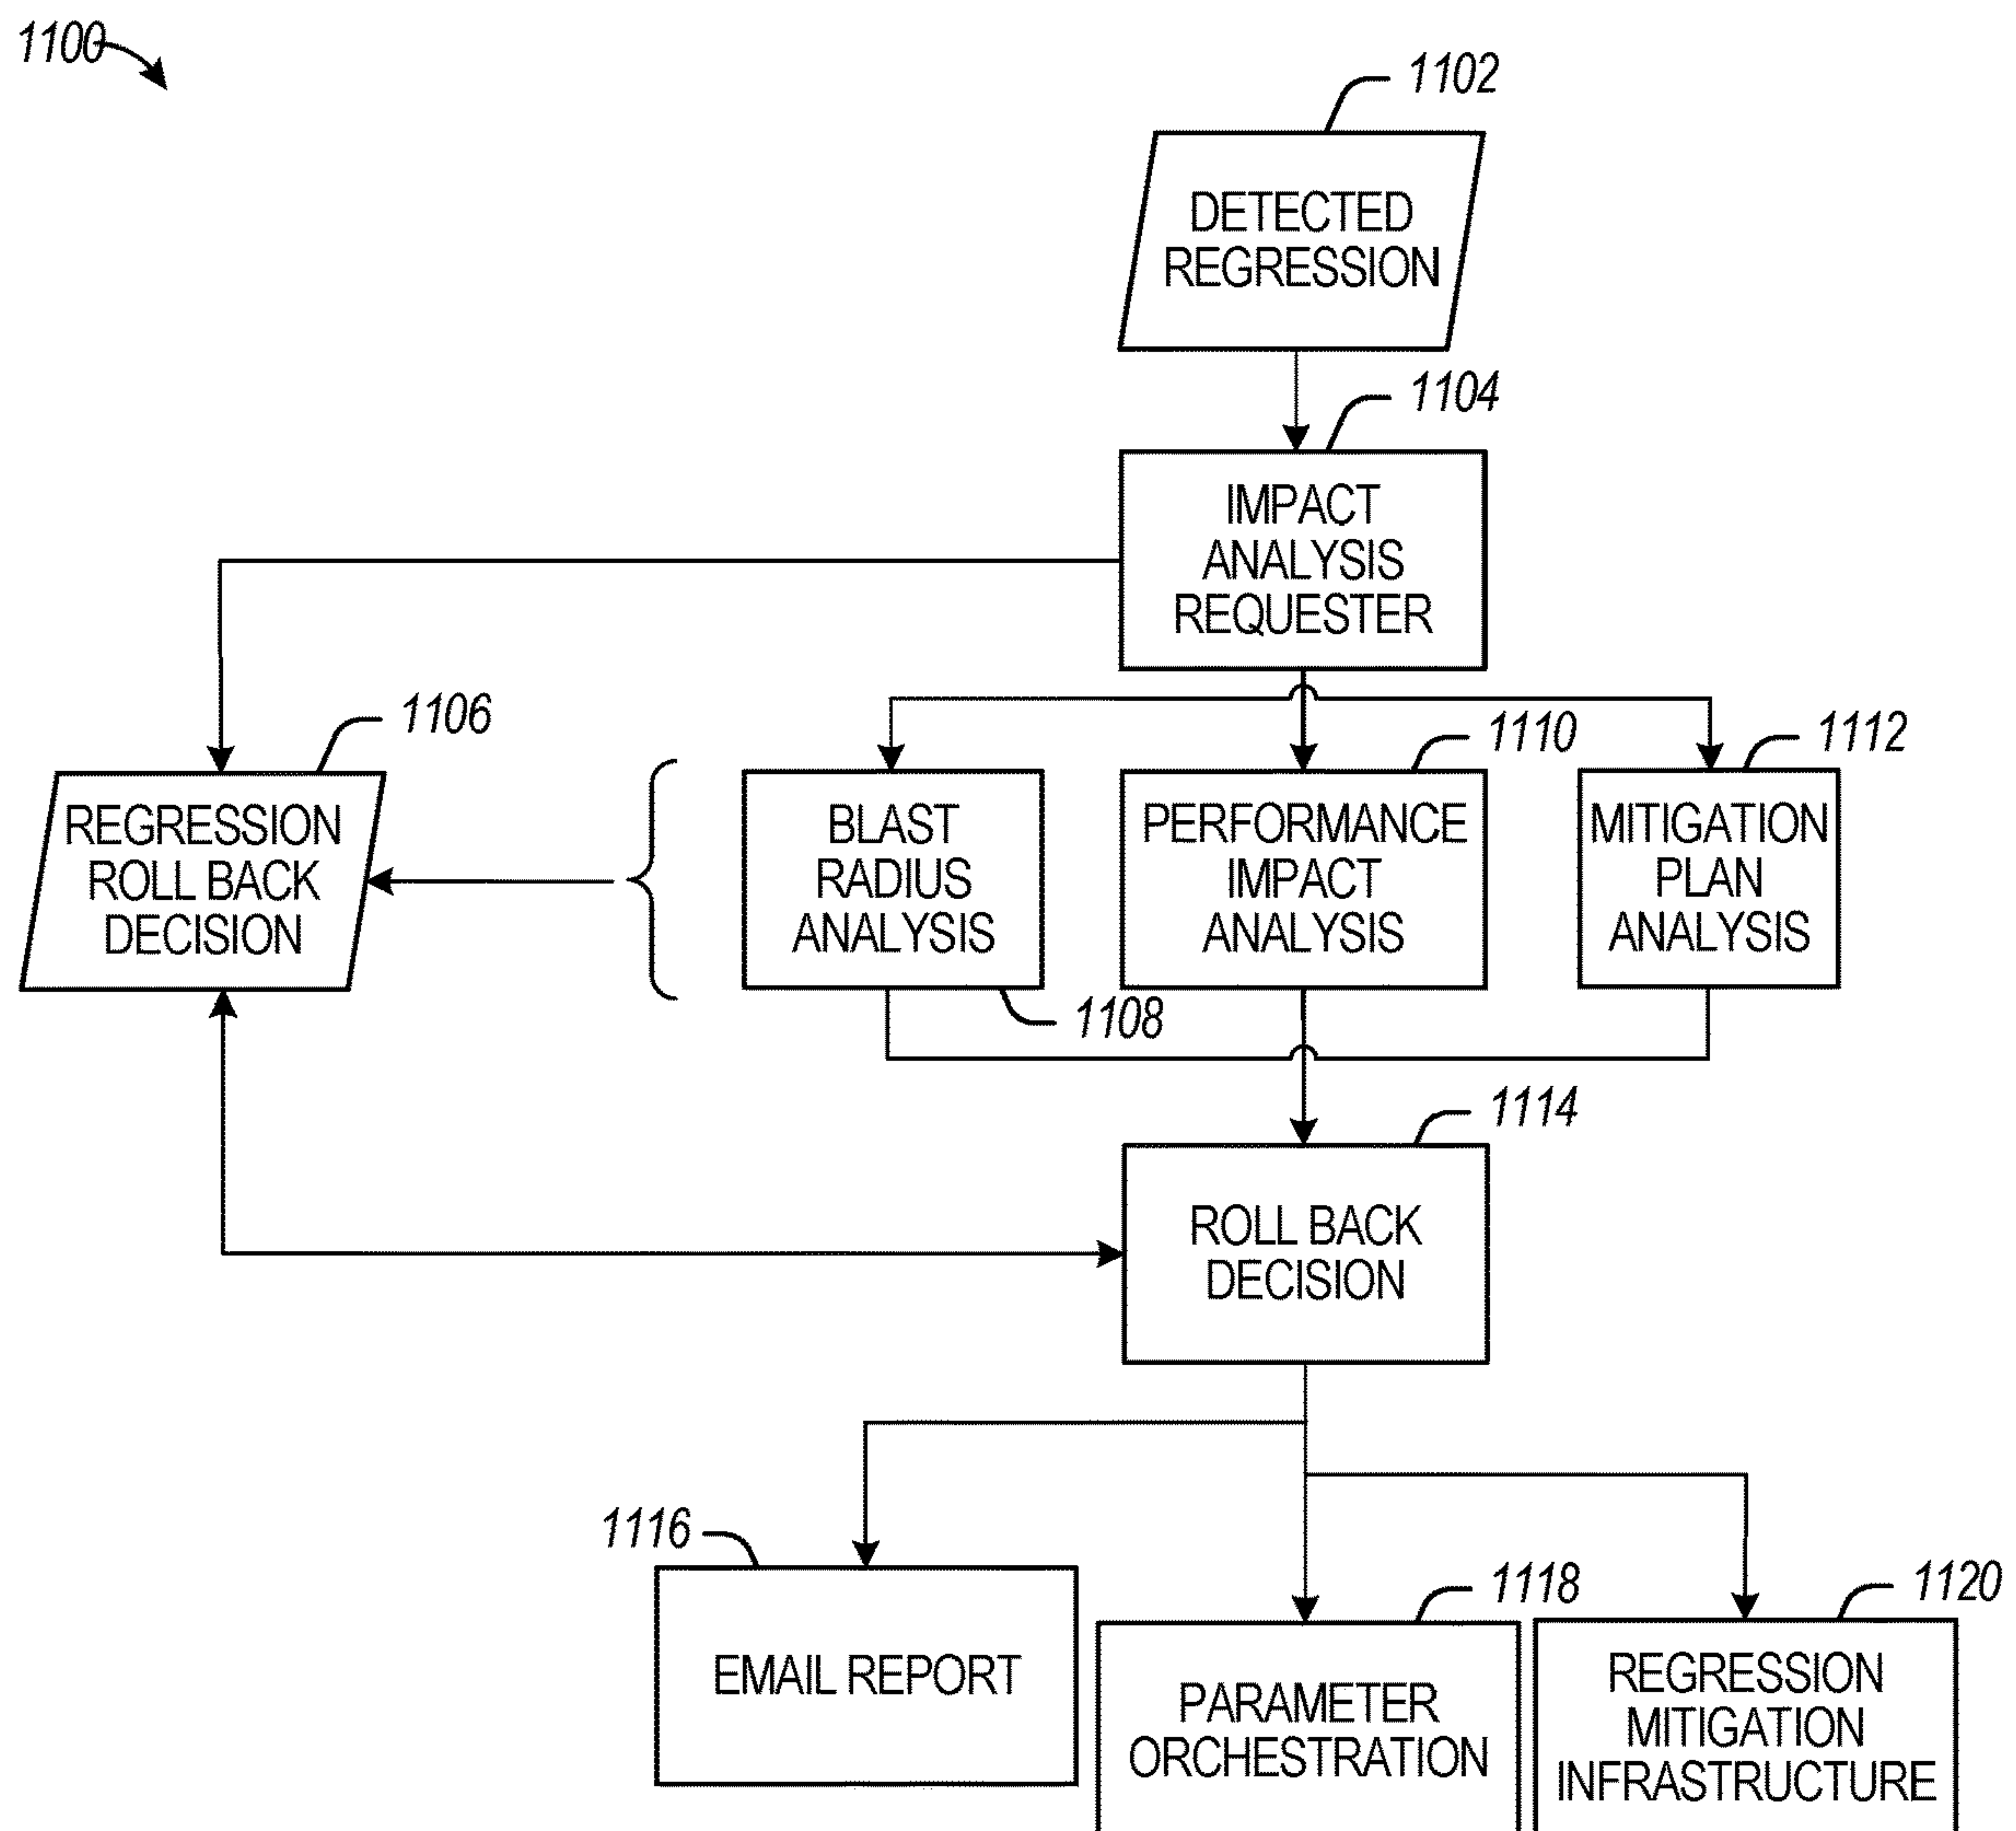 1100
1102
DETECTED
REGRESSION
1104
IMPACT
ANALYSIS
REQUESTER
1106
REGRESSION
ROLL BACK
DECISION
BLAST
RADIUS
ANALYSIS
1108
1110
PERFORMANCE
IMPACT
ANALYSIS
1112
MITIGATION
PLAN
ANALYSIS
1114
ROLL BACK
DECISION
1116
EMAIL REPORT
1118
PARAMETER
ORCHESTRATION
1120
REGRESSION
MITIGATION
INFRASTRUCTURE